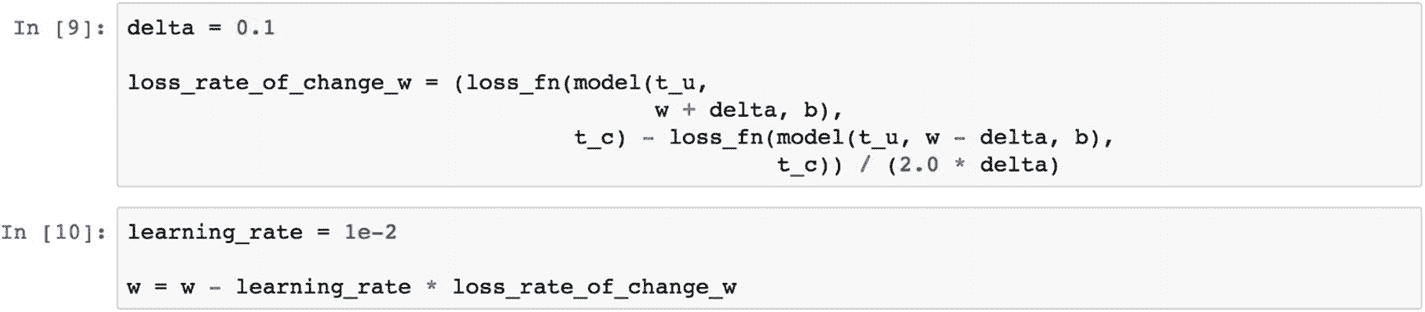 In [9]: delta = 0.1
loss_rate_of_change_w = (loss_fn(model(t_u,
w + delta, b),
t_c) - loss_fn(model(t_u, w - delta, b),
t_c)) / (2.0 * delta)
In [10]: learning_rate = 1e-2
w = w - learning_rate * loss_rate_of_change_w